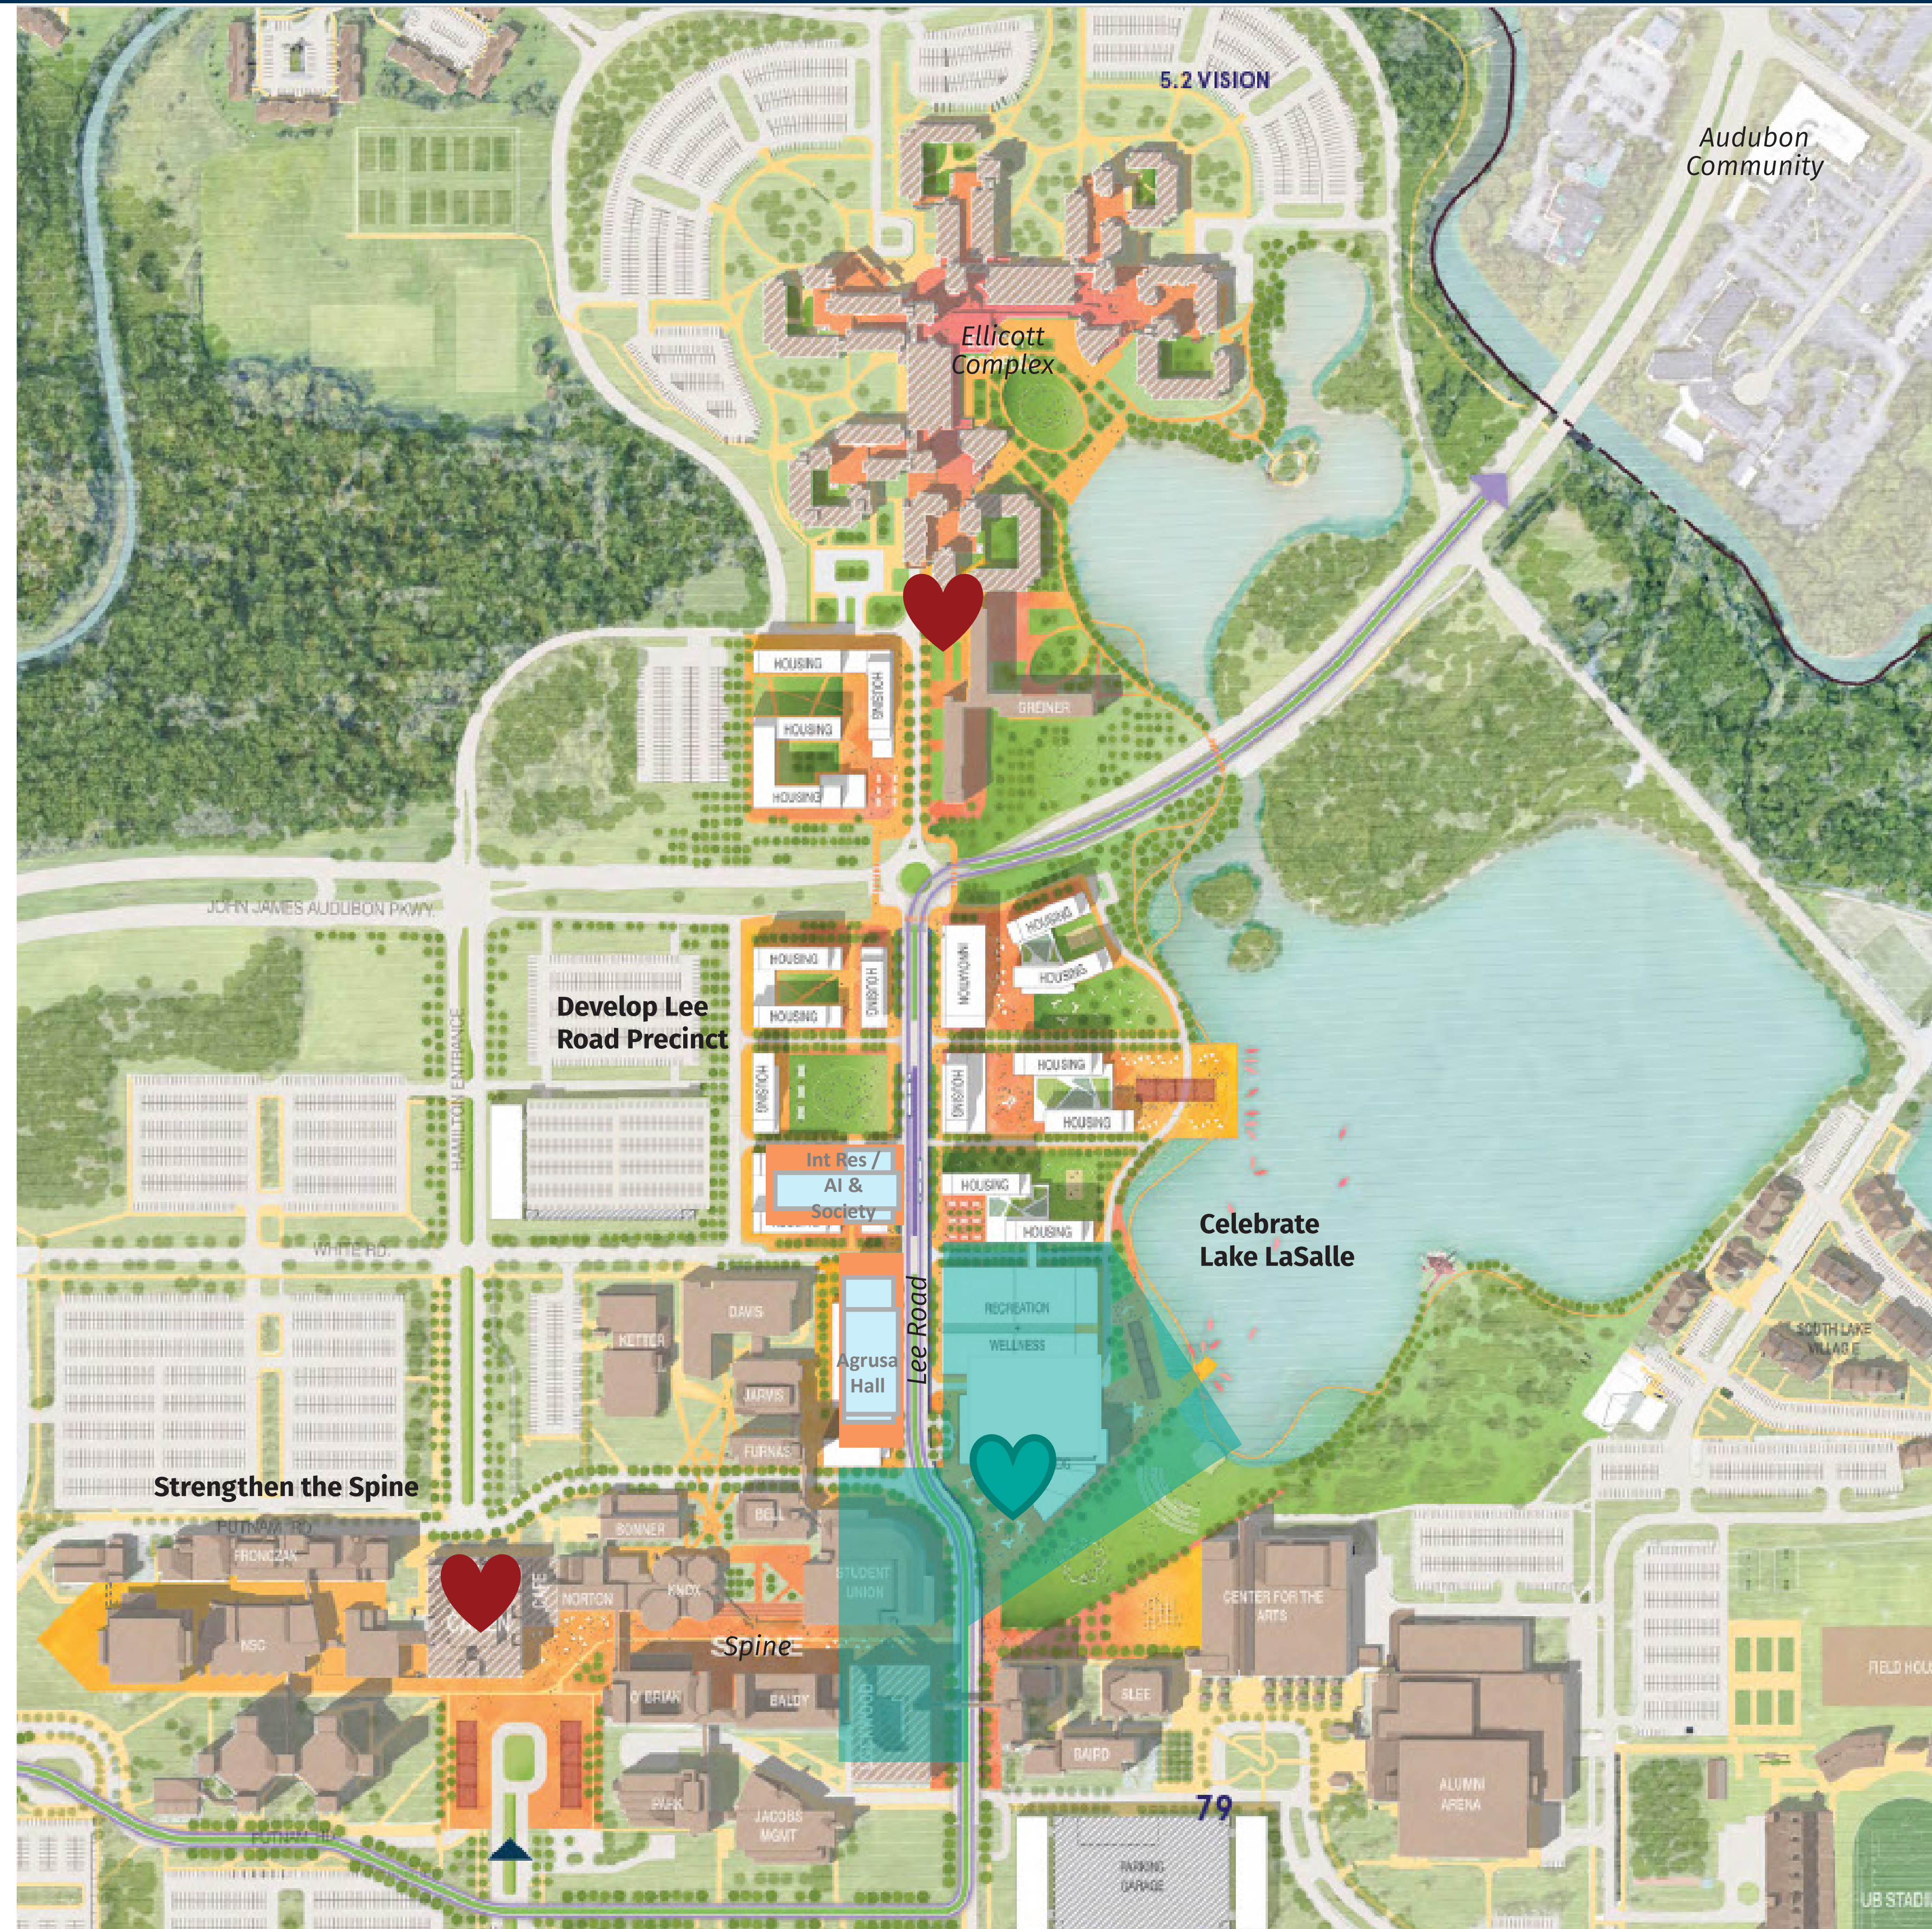 5.2 VISION
Audubon
Community
Ellicott
Complex
HOUSING
HOUSING
HOUSING
HOUSING
GREINER
JOHN JAMES AUDUBON PKWY.
HOUSING
HOUSING
HOUSING
INNOVATION
HOUSING
HOUSING
Develop Lee
Road Precinct
HAMILTON ENTRANCE
HOUSING
HOUSING
HOUSING
HOUSING
Int Res /
AI &
Society
HOUSING
HOUSING
Celebrate
Lake LaSalle
WHITE RD.
KETTER
DAVIS
JARVIS
FURNAS
Agrusa
Hall
Lee Road
RECREATION
+
WELLNESS
SOUTH LAKE
VILLAGE
Strengthen the Spine
PUTNAM RD
FRONCZAK
BONNER
BELL
CAFE
NORTON
KNOX
STUDENT
UNION
CENTER FOR THE
ARTS
NSC
Spine
O'BRIAN
BALDY
SLEE
FIELD HOU
BAIRD
PARK
JACOBS
MGMT
ALUMNI
ARENA
79
PUTNAM RD
PARKING
GARAGE
UB STADI